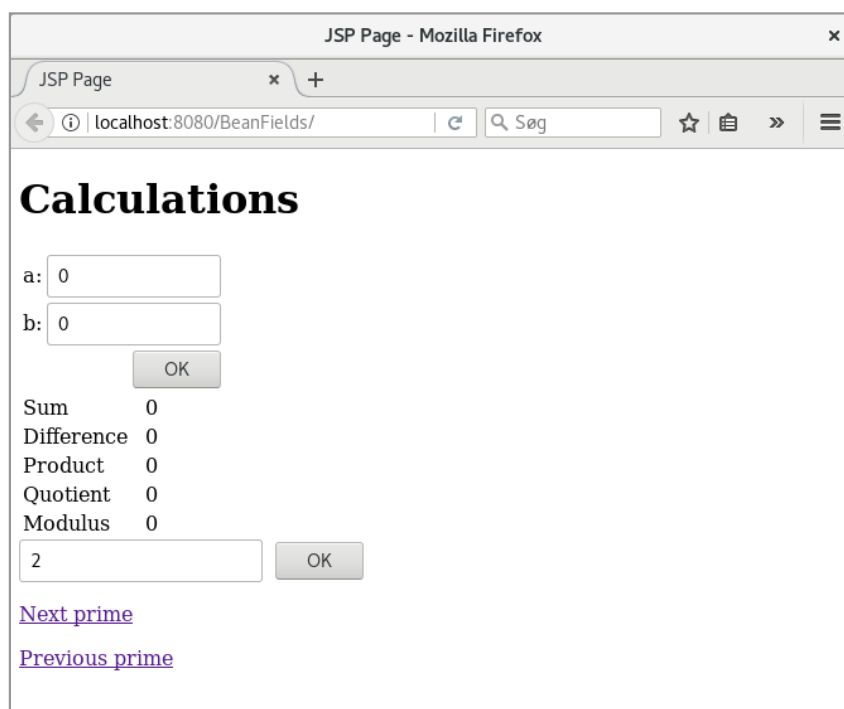 JSP Page - Mozilla Firefox
JSP Page
localhost:8080/BeanFields/
Søg
Calculations
a: 0
b: 0
OK
Sum 0
Difference 0
Product 0
Quotient 0
Modulus 0
2 OK
Next prime
Previous prime